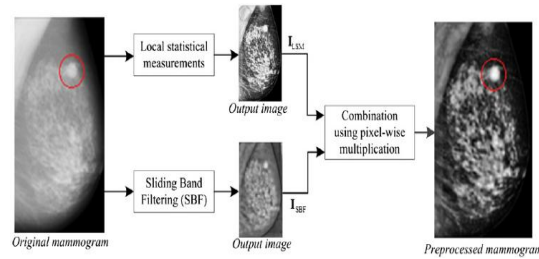 Local statistical
measurements
I_LSM
Output image
Combination
using pixel-wise
multiplication
Sliding Band
Filtering (SBF)
I_SBF
Output image
Original mammogram
Preprocessed mammogram